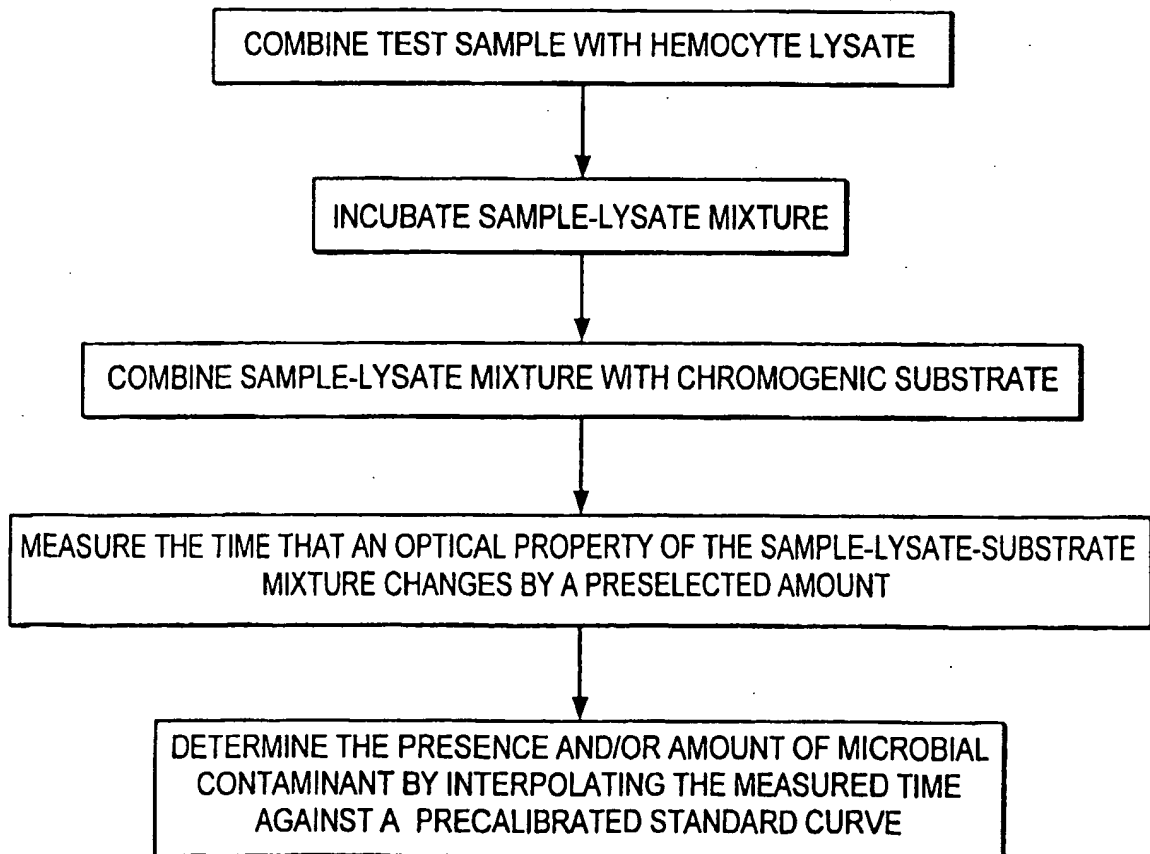 COMBINE TEST SAMPLE WITH HEMOCYTE LYSATE
INCUBATE SAMPLE-LYSATE MIXTURE
COMBINE SAMPLE-LYSATE MIXTURE WITH CHROMOGENIC SUBSTRATE
MEASURE THE TIME THAT AN OPTICAL PROPERTY OF THE SAMPLE-LYSATE-SUBSTRATE
MIXTURE CHANGES BY A PRESELECTED AMOUNT
DETERMINE THE PRESENCE AND/OR AMOUNT OF MICROBIAL
CONTAMINANT BY INTERPOLATING THE MEASURED TIME
AGAINST A PRECALIBRATED STANDARD CURVE